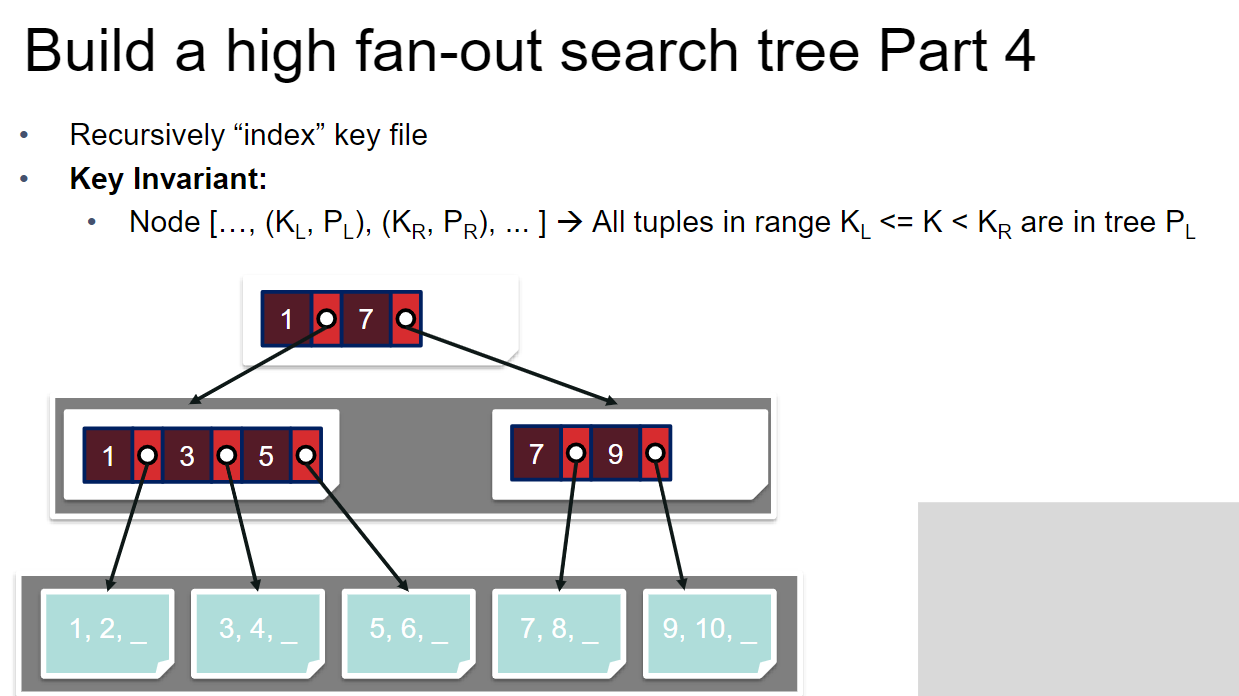 Build a high fan-out search tree Part 4
• Recursively “index” key file
• Key Invariant:
• Node […, (K_L, P_L), (K_R, P_R), ... ] → All tuples in range K_L <= K < K_R are in tree P_L
1 7
1 3 5 7 9
1, 2, _ 3, 4, _ 5, 6, _ 7, 8, _ 9, 10, _